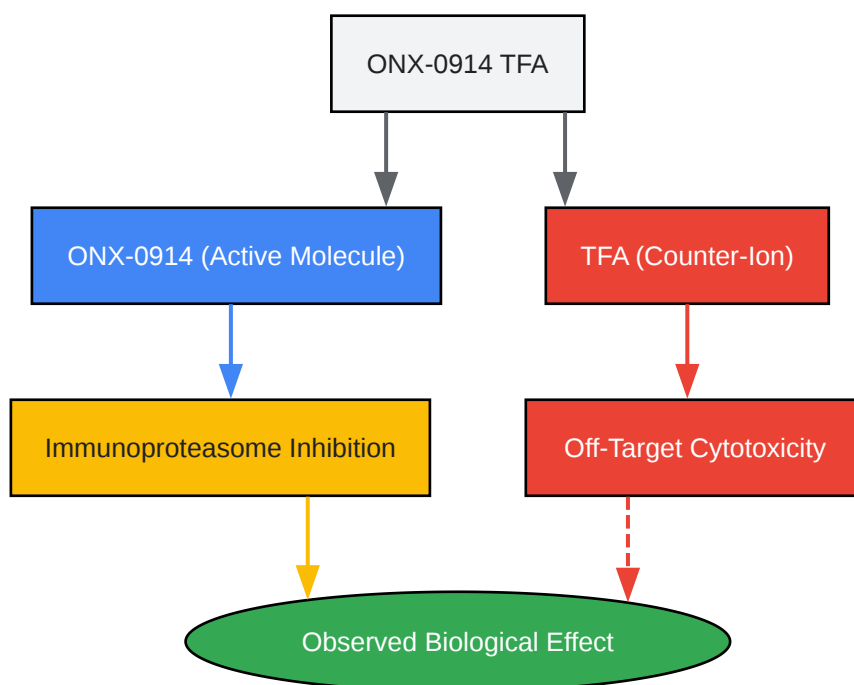 ONX-0914 TFA
ONX-0914 (Active Molecule)
TFA (Counter-Ion)
Immunoproteasome Inhibition
Off-Target Cytotoxicity
Observed Biological Effect